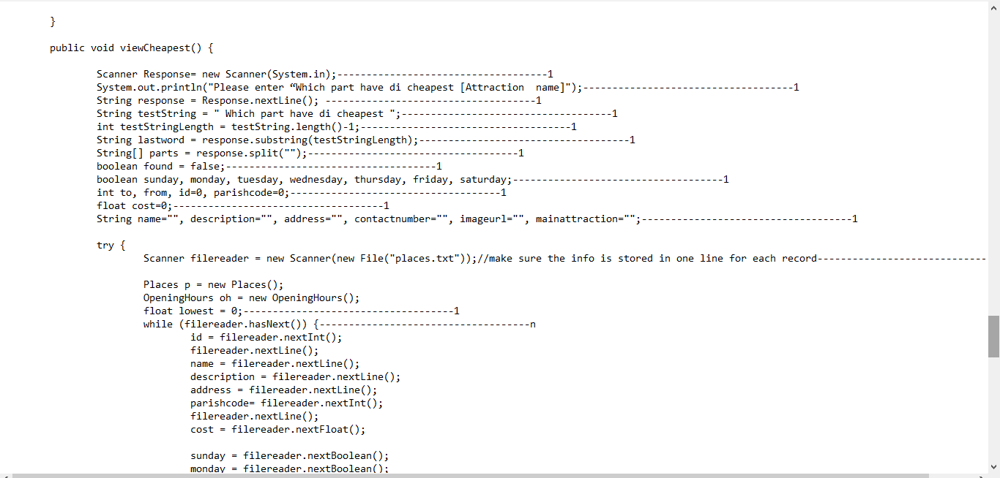 }
public void viewCheapest() {
Scanner Response= new Scanner(System.in);------------------------------------1
System.out.println("Please enter “Which part have di cheapest [Attraction  name]");------------------------------------1
String response = Response.nextLine(); ------------------------------------1
String testString = " Which part have di cheapest ";------------------------------------1
int testStringLength = testString.length()-1;------------------------------------1
String lastword = response.substring(testStringLength);------------------------------------1
String[] parts = response.split("");------------------------------------1
boolean found = false;------------------------------------1
boolean sunday, monday, tuesday, wednesday, thursday, friday, saturday;------------------------------------1
int to, from, id=0, parishcode=0;------------------------------------1
float cost=0;------------------------------------1
String name="", description="", address="", contactnumber="", imageurl="", mainattraction="";------------------------------------1
try {
Scanner filereader = new Scanner(new File("places.txt"));//make sure the info is stored in one line for each record-----------------------------
Places p = new Places();
OpeningHours oh = new OpeningHours();
float lowest = 0;------------------------------------1
while (filereader.hasNext()) {------------------------------------n
id = filereader.nextInt();
filereader.nextLine();
name = filereader.nextLine();
description = filereader.nextLine();
address = filereader.nextLine();
parishcode= filereader.nextInt();
filereader.nextLine();
cost = filereader.nextFloat();
sunday = filereader.nextBoolean();
monday = filereader.nextBoolean();